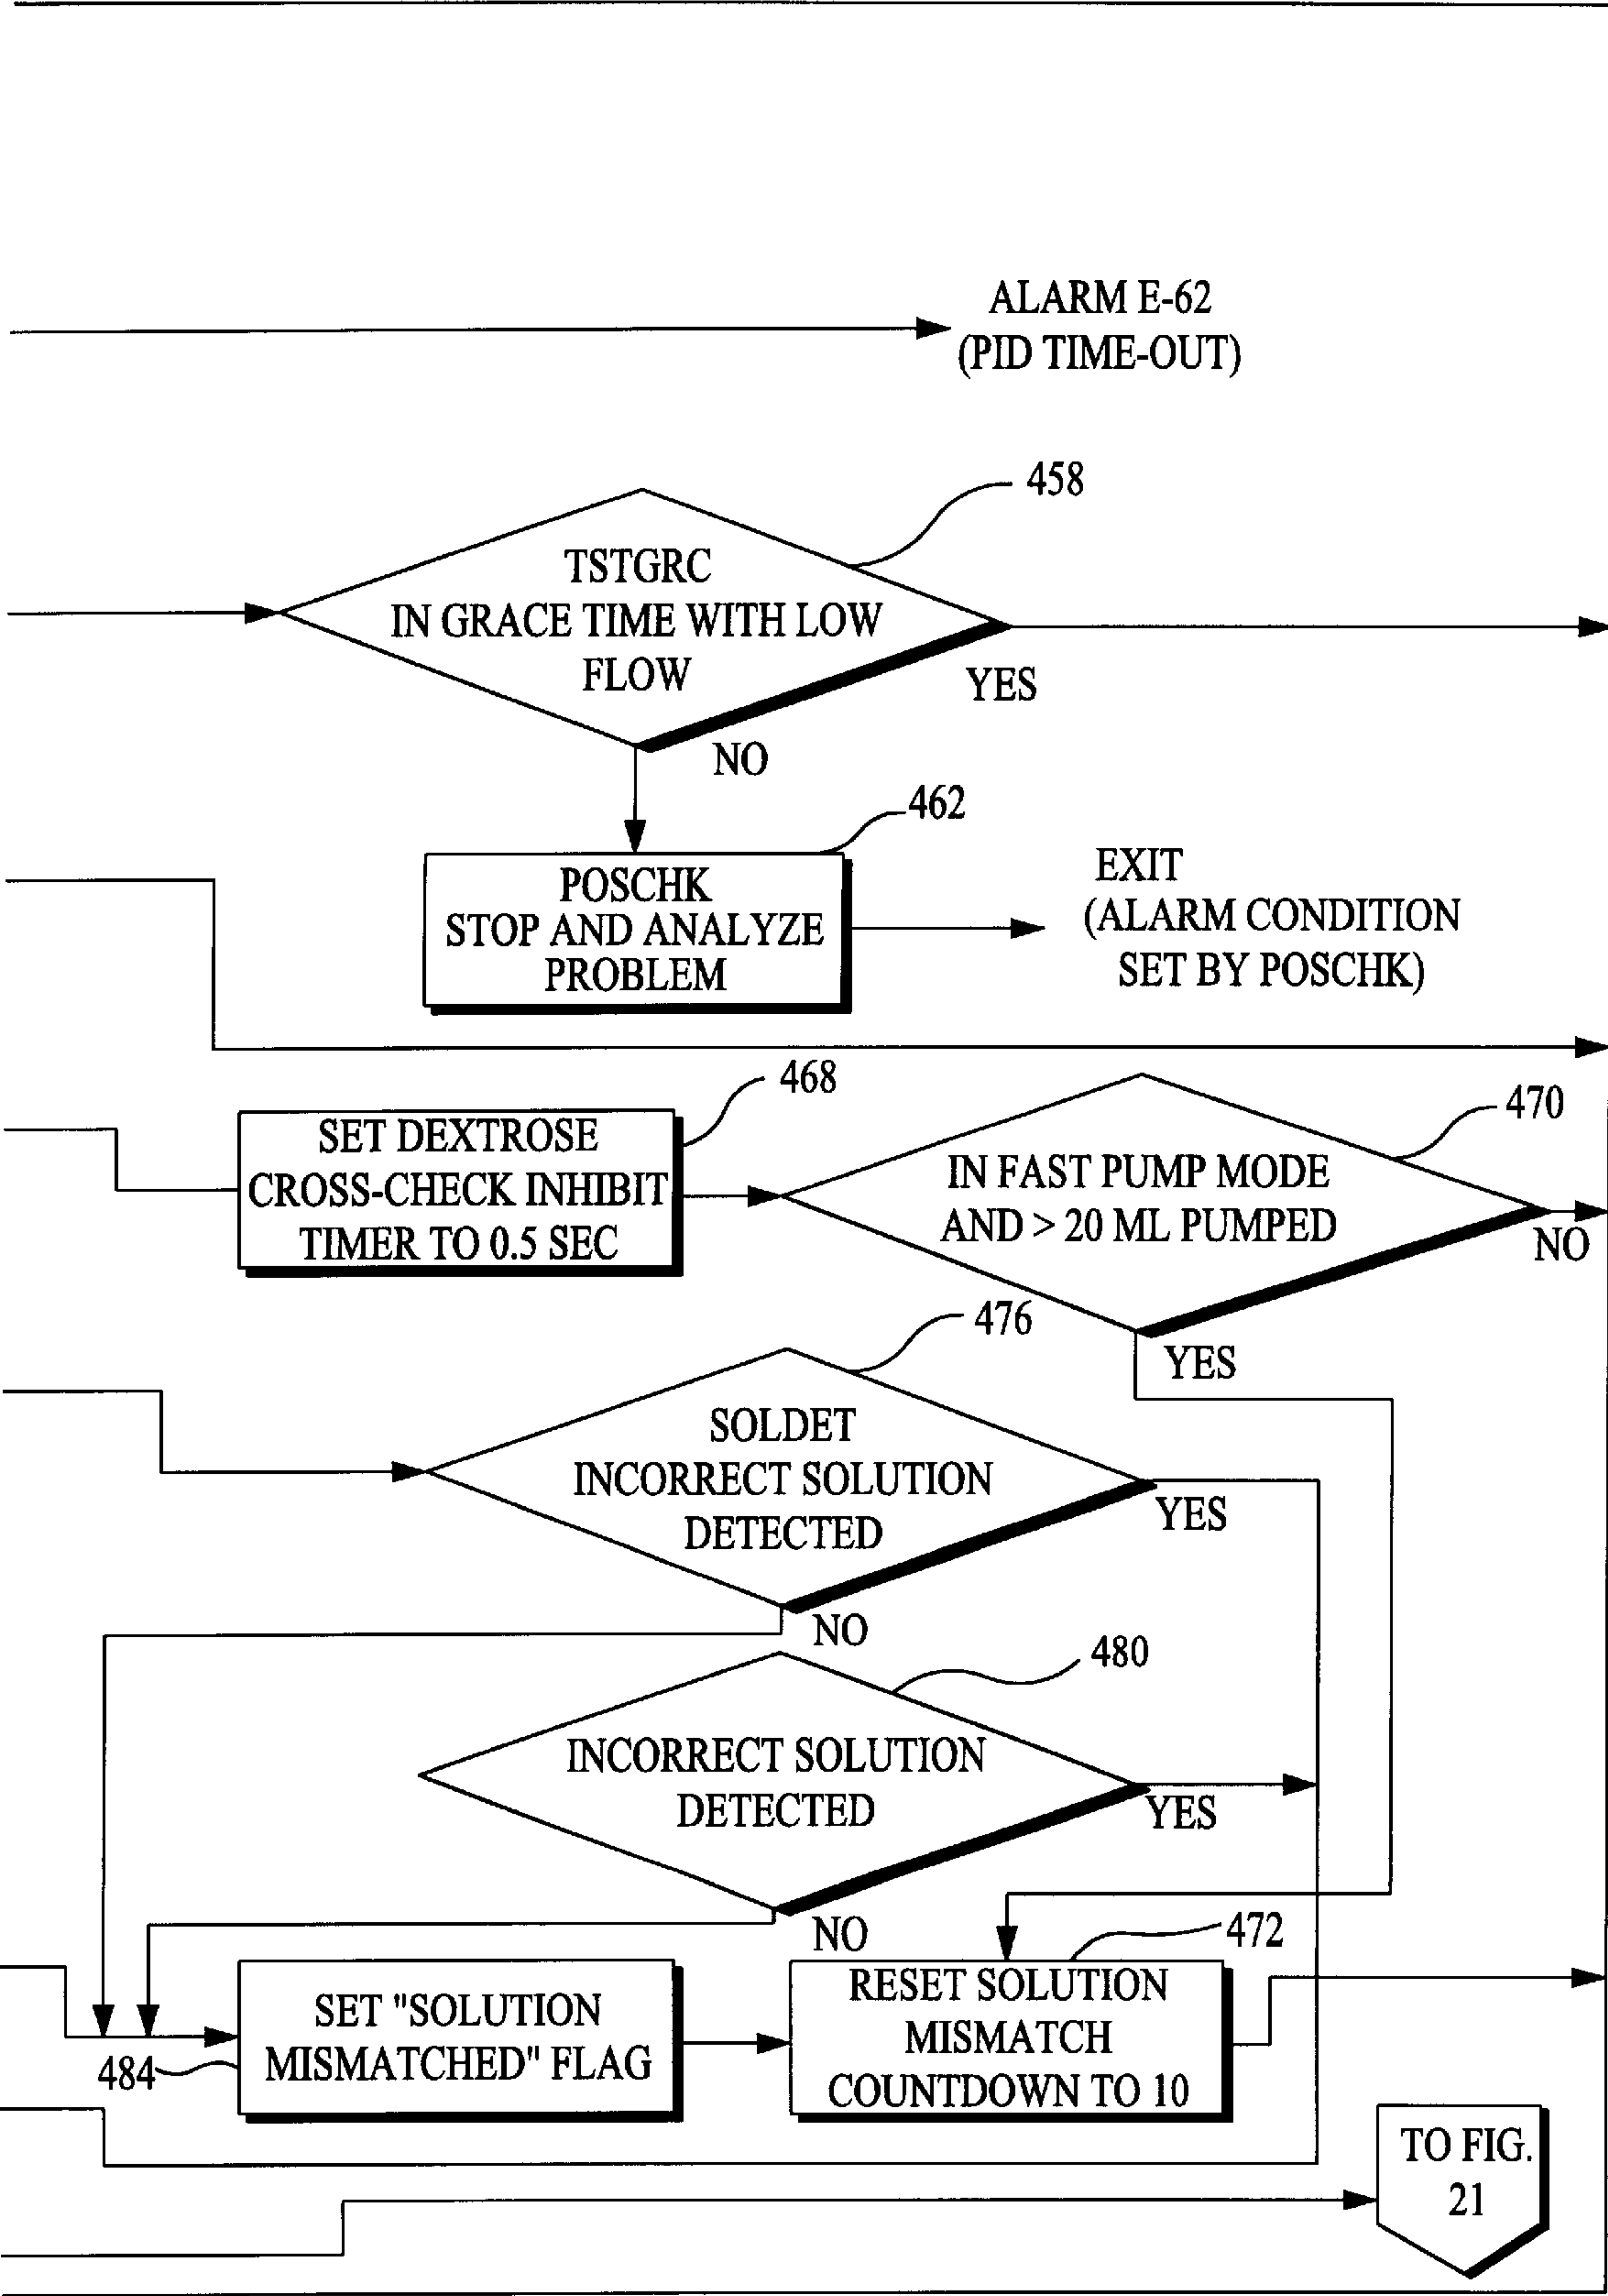 ALARM E-62
(PID TIME-OUT)
458
TSTGRC
IN GRACE TIME WITH LOW
FLOW
YES
NO
462
POSCHK
STOP AND ANALYZE
PROBLEM
EXIT
(ALARM CONDITION
SET BY POSCHK)
468
SET DEXTROSE
CROSS-CHECK INHIBIT
TIMER TO 0.5 SEC
470
IN FAST PUMP MODE
AND > 20 ML PUMPED
NO
YES
476
SOLDET
INCORRECT SOLUTION
DETECTED
YES
NO
480
INCORRECT SOLUTION
DETECTED
YES
NO
472
SET "SOLUTION
MISMATCHED" FLAG
484
RESET SOLUTION
MISMATCH
COUNTDOWN TO 10
TO FIG.
21